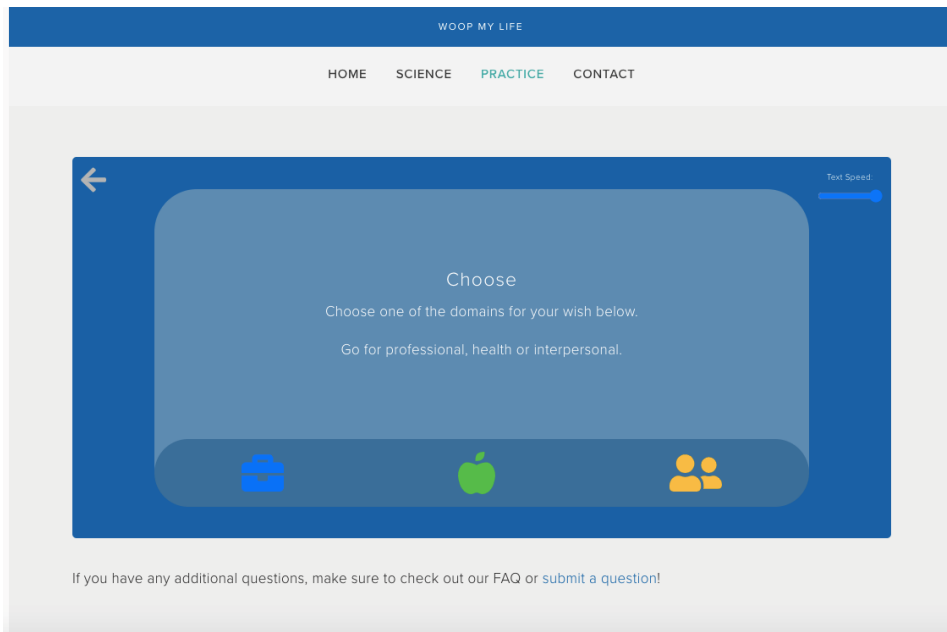 WOOP MY LIFE
HOME SCIENCE PRACTICE CONTACT
Text Speed:
Choose
Choose one of the domains for your wish below.
Go for professional, health or interpersonal.
If you have any additional questions, make sure to check out our FAQ or submit a question!